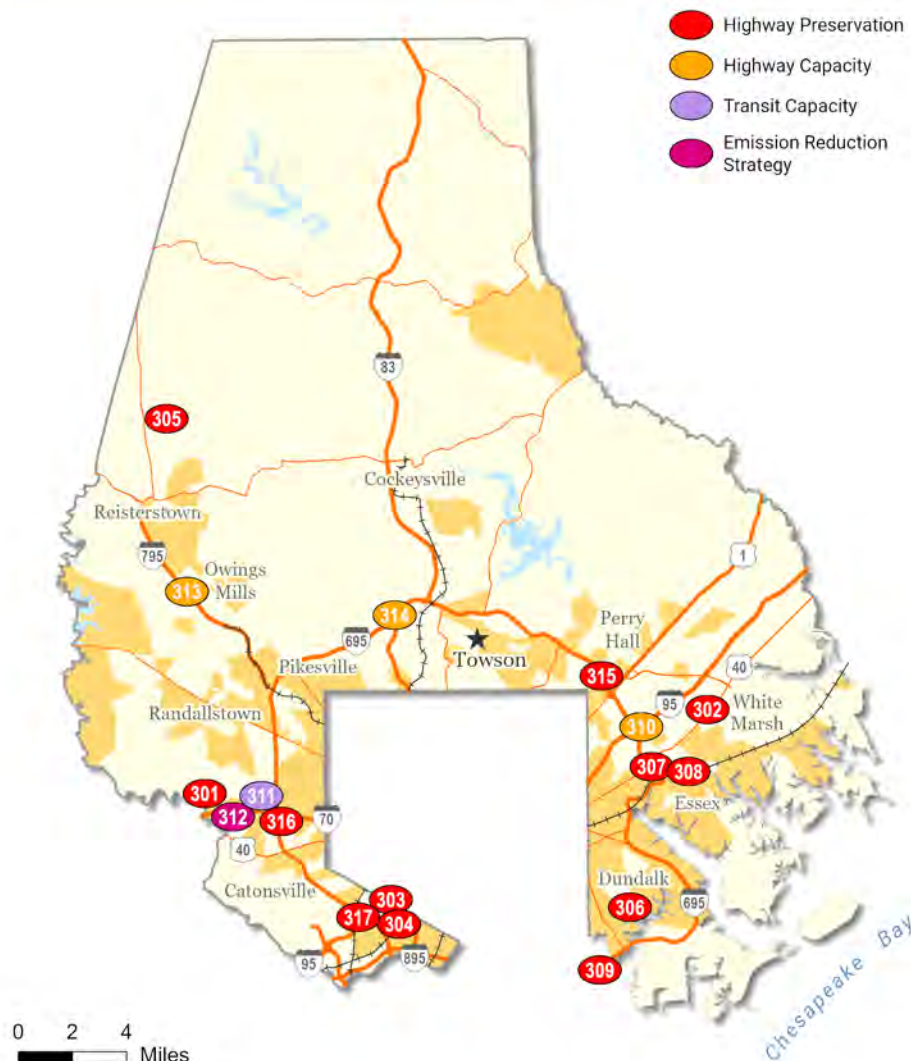 Highway Preservation
Highway Capacity
Transit Capacity
Emission Reduction
Strategy
83
305
Cockeysville
Reisterstown
795
1
Owings
Mills
313
314
Perry
Hall
695
Towson
40
Pikesville
315
95
302
White
Marsh
Randallstown
310
307
308
301
311
Essex
312
316
70
40
Catonsville
Dundalk
303
306
695
317
304
95
895
309
Chesapeake Bay
0 2 4
Miles